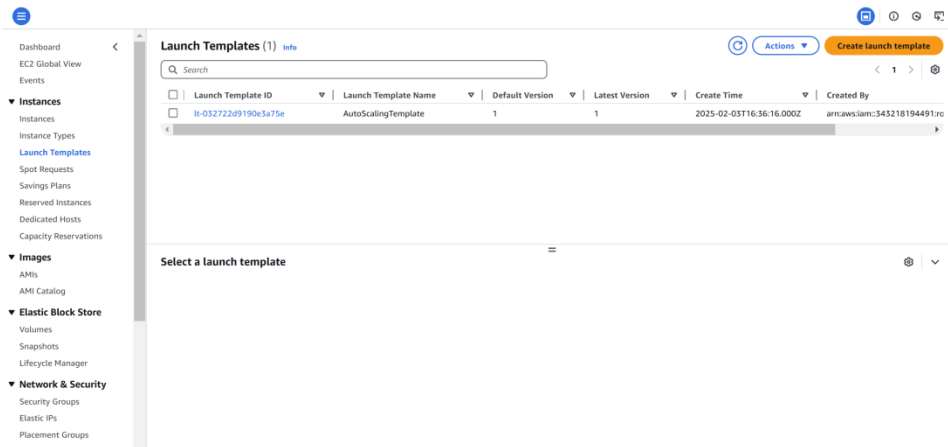 Launch Templates (1) Info
Actions
Create launch template
Search
1
Launch Template ID
Launch Template Name
Default Version
Latest Version
Create Time
Created By
lt-032722d9190e3a75e
AutoScalingTemplate
1
1
2025-02-03T16:36:16.000Z
arn:aws:iam::343218194491:ro
Select a launch template
Dashboard
EC2 Global View
Events
Instances
Instances
Instance Types
Launch Templates
Spot Requests
Savings Plans
Reserved Instances
Dedicated Hosts
Capacity Reservations
Images
AMIs
AMI Catalog
Elastic Block Store
Volumes
Snapshots
Lifecycle Manager
Network & Security
Security Groups
Elastic IPs
Placement Groups